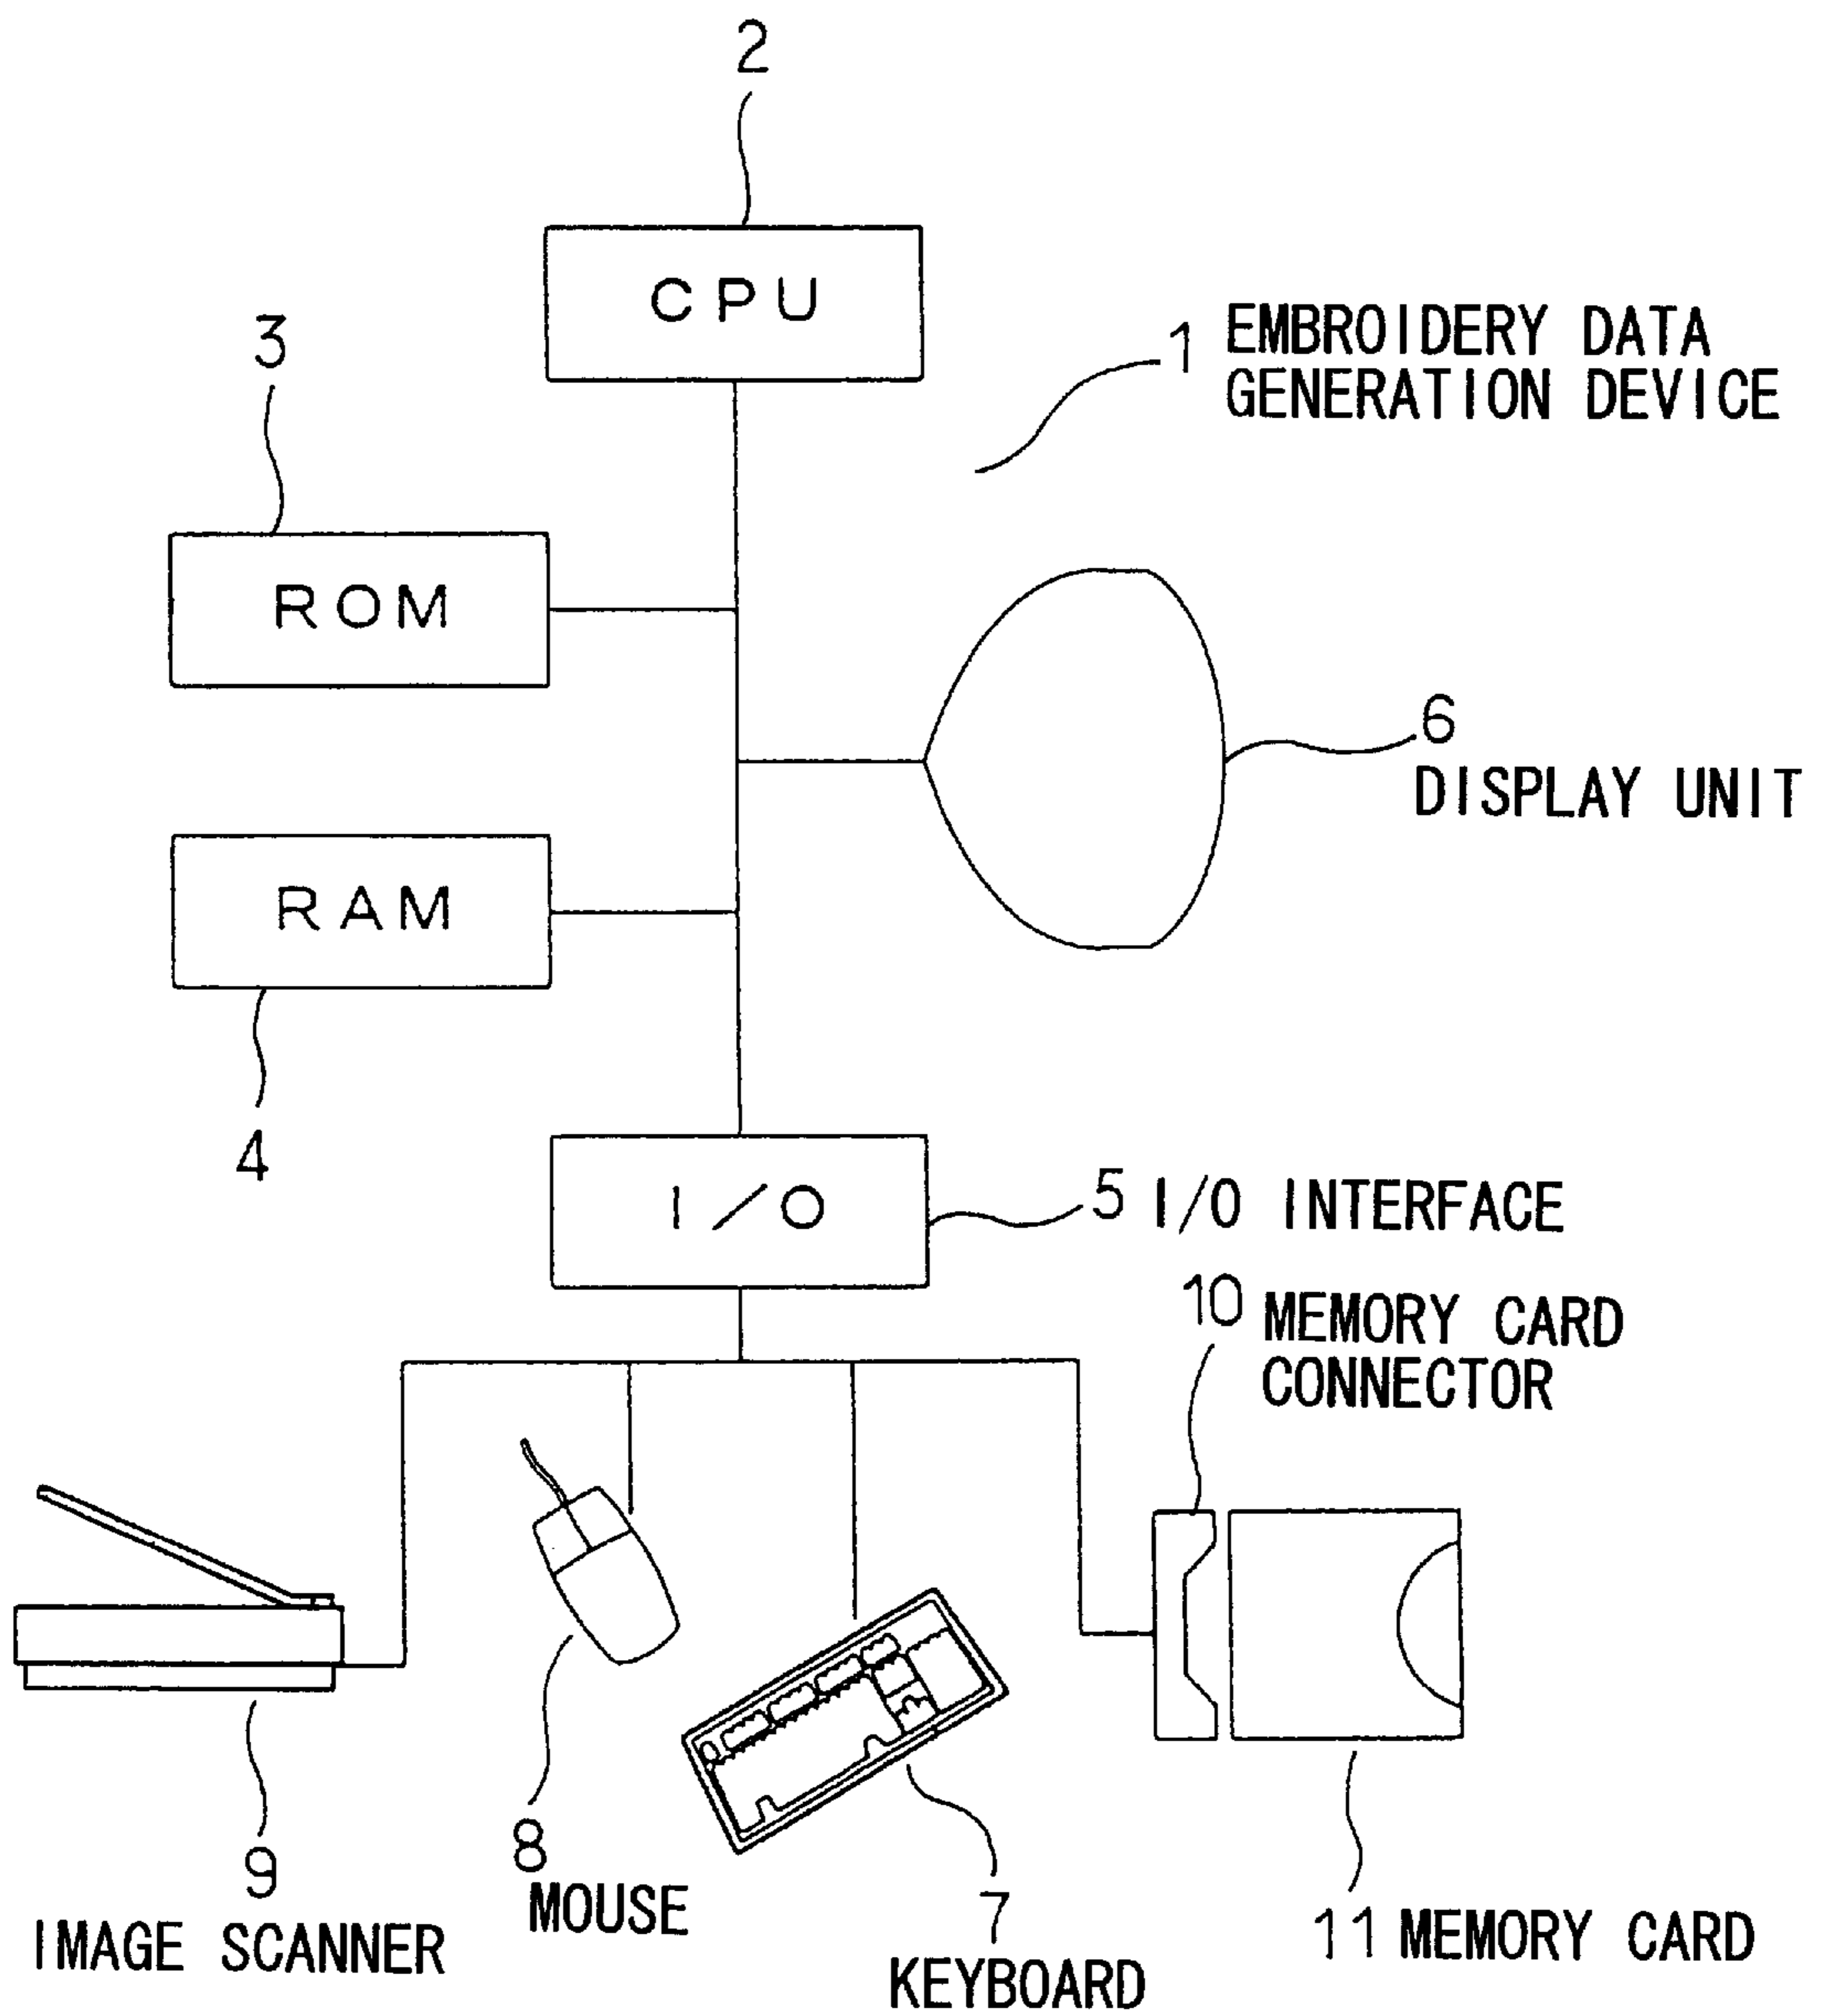 2
CPU
1 EMBROIDERY DATA
GENERATION DEVICE
3
ROM
6
DISPLAY UNIT
RAM
4
I/O
5 I/O INTERFACE
10 MEMORY CARD
CONNECTOR
9
IMAGE SCANNER
8
MOUSE
7
KEYBOARD
11 MEMORY CARD